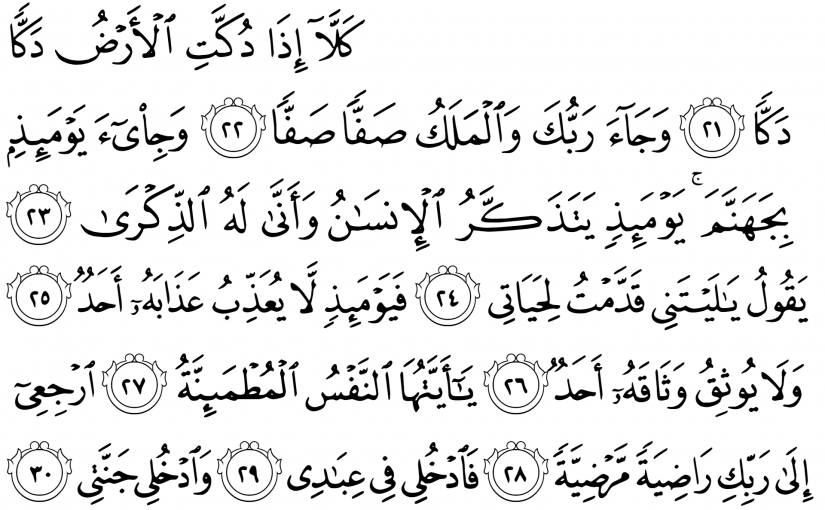 كَلَّآ إِذَا دُكَّتِ ٱلْأَرْضُ دَكًّا
دَكًّا ٢١ وَجَآءَ رَبُّكَ وَٱلْمَلَكُ صَفًّا صَفًّا ٢٢ وَجِا۟ىٓءَ يَوْمَئِذِۭ
بِجَهَنَّمَ ۚ يَوْمَئِذٍ يَتَذَكَّرُ ٱلْإِنسَـٰنُ وَأَنَّىٰ لَهُ ٱلذِّكْرَىٰ ٢٣
يَقُولُ يَـٰلَيْتَنِى قَدَّمْتُ لِحَيَاتِى ٢٤ فَيَوْمَئِذٍ لَّا يُعَذِّبُ عَذَابَهُۥٓ أَحَدٌ ٢٥
وَلَا يُوثِقُ وَثَاقَهُۥٓ أَحَدٌ ٢٦ يَـٰٓأَيَّتُهَا ٱلنَّفْسُ ٱلْمُطْمَئِنَّةُ ٢٧ ٱرْجِعِىٓ
إِلَىٰ رَبِّكِ رَاضِيَةً مَّرْضِيَّةً ٢٨ فَٱدْخُلِى فِى عِبَـٰدِى ٢٩ وَٱدْخُلِى جَنَّتِى ٣٠